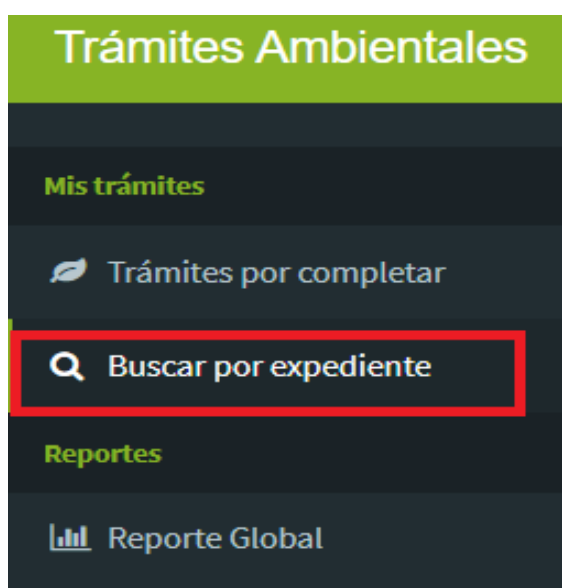 Trámites Ambientales
Mis trámites
Trámites por completar
Buscar por expediente
Reportes
Reporte Global